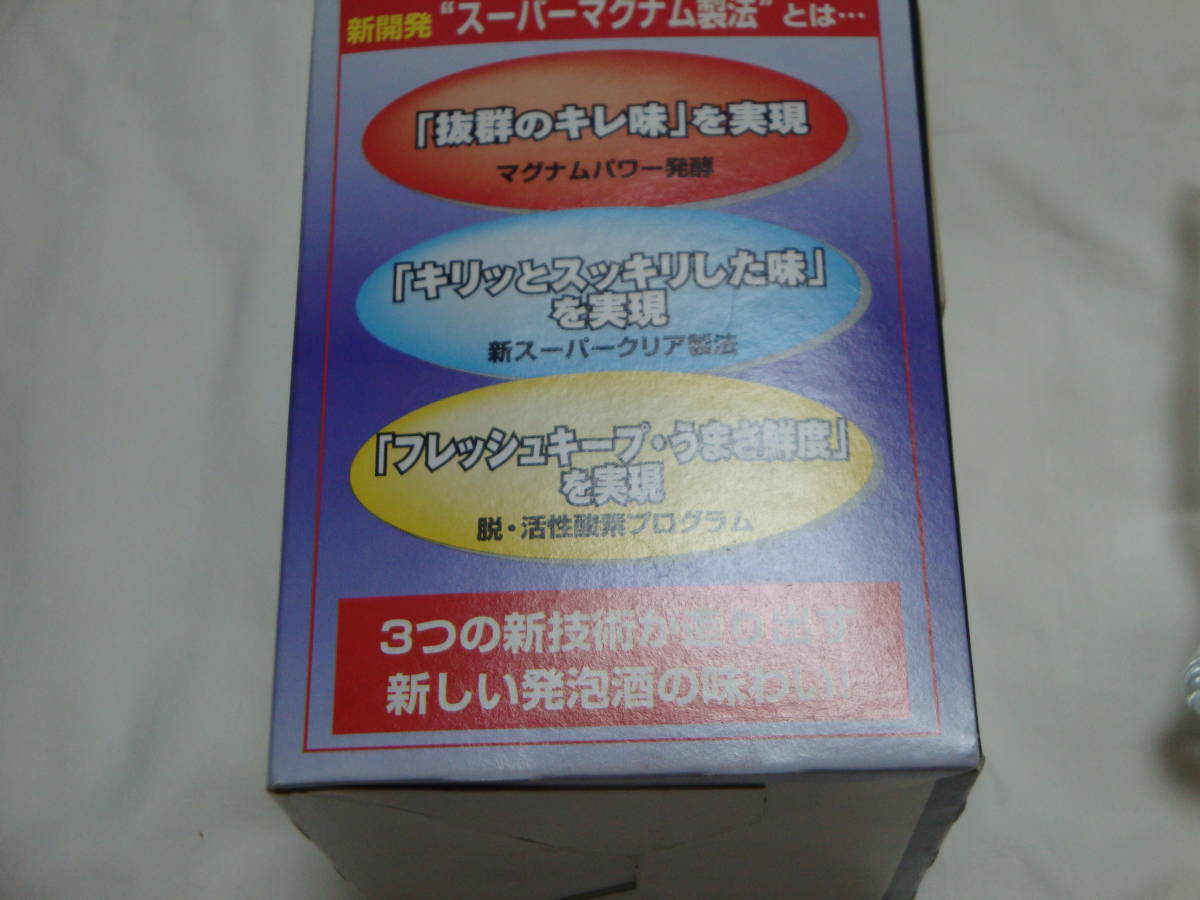 新開発 “スーパーマグナム製法” とは…
「抜群のキレ味」を実現
マグナムパワー発酵
「キリッとスッキリした味」
を実現
新スーパークリア製法
「フレッシュキープ・うまさ鮮度」
を実現
脱・活性酸素プログラム
3つの新技術が造り出す
新しい発泡酒の味わい!